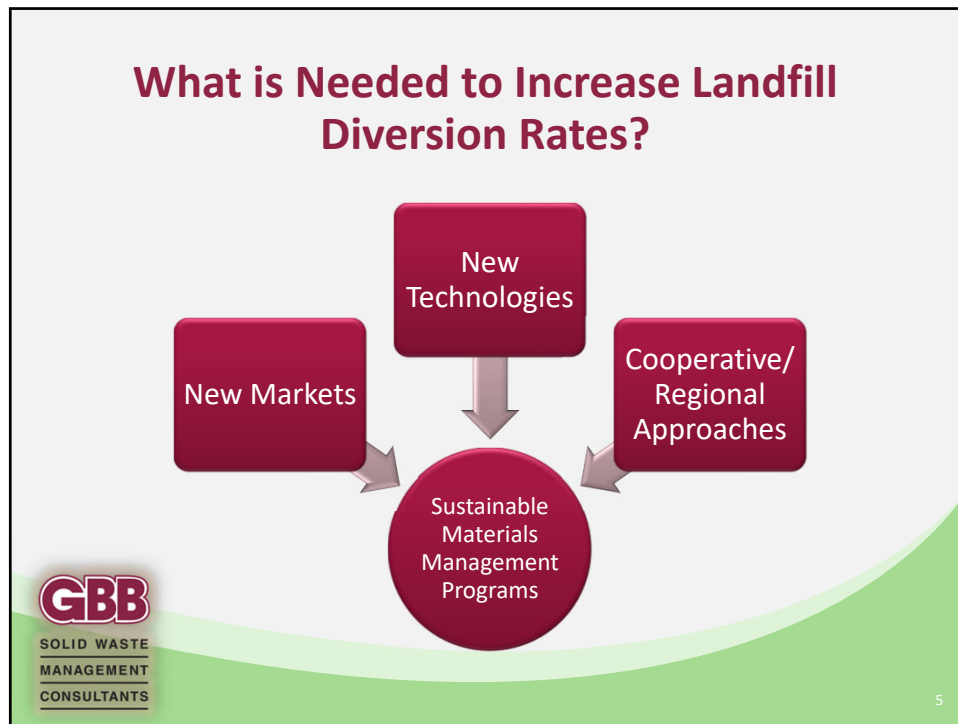 What is Needed to Increase Landfill
Diversion Rates?
New
Technologies
New Markets
Cooperative/
Regional
Approaches
Sustainable
Materials
Management
Programs
GBB
SOLID WASTE
MANAGEMENT
CONSULTANTS
5